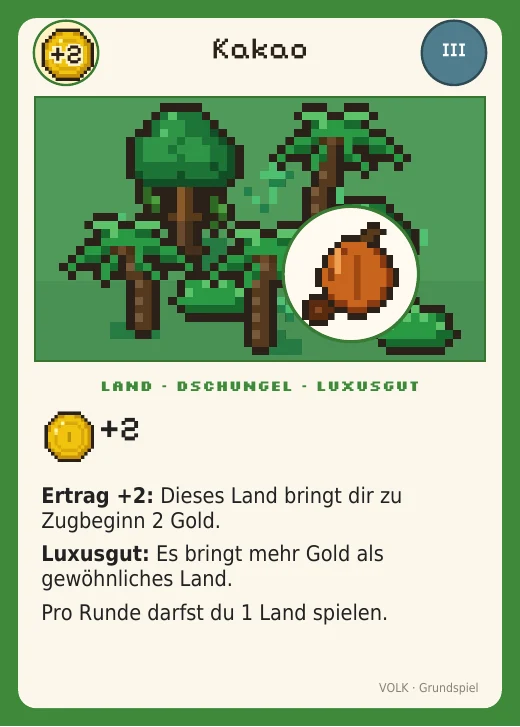 +2
Kakao
III
LAND · DSCHUNGEL · LUXUSGUT
+2
Ertrag +2: Dieses Land bringt dir zu
Zugbeginn 2 Gold.
Luxusgut: Es bringt mehr Gold als
gewöhnliches Land.
Pro Runde darfst du 1 Land spielen.
VOLK · Grundspiel